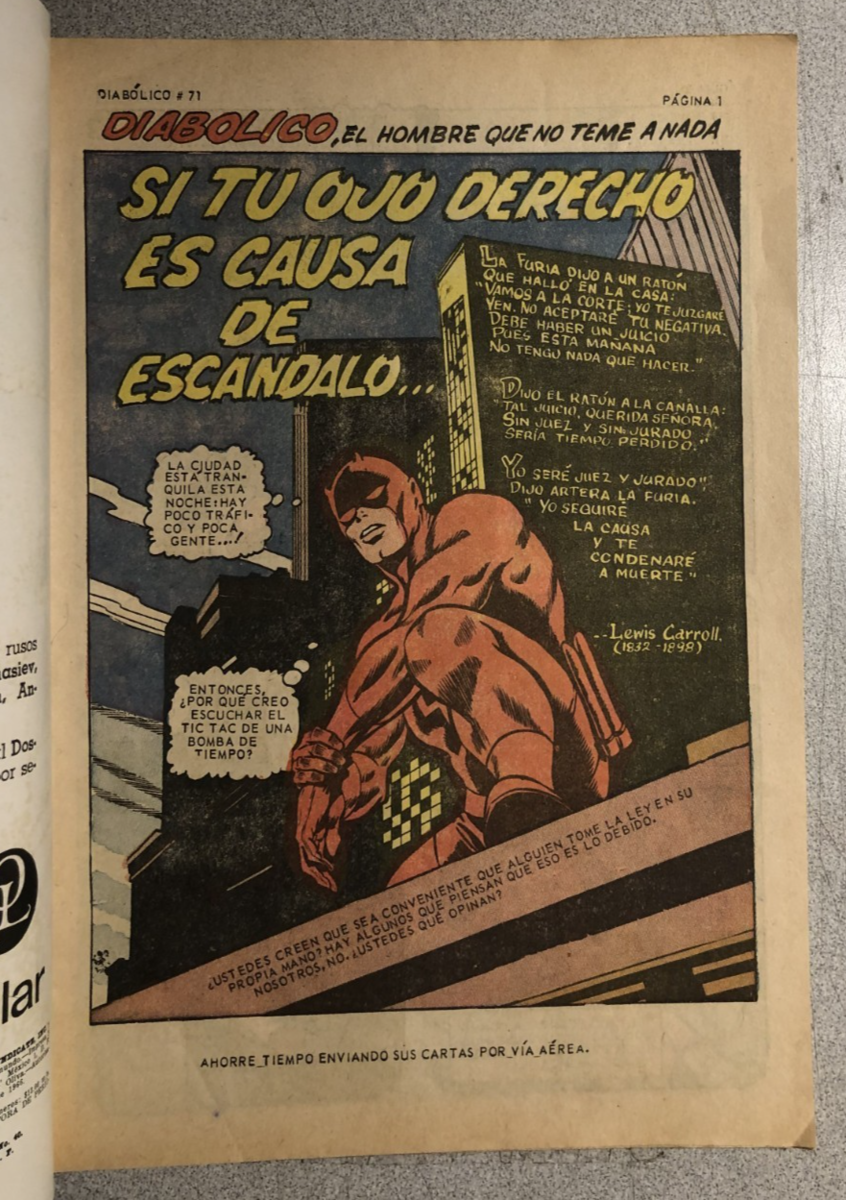 DIABÓLICO # 71
PÁGINA 1
DIABOLICO, EL HOMBRE QUE NO TEME A NADA
SI TU OJO DERECHO
ES CAUSA
DE
ESCANDALO...
LA FURIA DIJO A UN RATÓN
QUE HALLÓ EN LA CASA:
"VAMOS A LA CORTE; YO TE JUZGARÉ
VEN. NO ACEPTARÉ TU NEGATIVA.
DEBE HABER UN JUICIO
PUES ESTA MAÑANA
NO TENGO NADA QUE HACER."
DIJO EL RATÓN A LA CANALLA:
TAL JUICIO, QUERIDA SEÑORA,
SIN JUEZ Y SIN JURADO
SERÍA TIEMPO PERDIDO."
YO SERÉ JUEZ Y JURADO",
DIJO ARTERA LA FURIA.
"YO SEGUIRÉ
LA CAUSA
Y TE
CONDENARÉ
A MUERTE"
--Lewis Carroll.
(1832-1898)
LA CIUDAD
ESTÁ TRAN-
QUILA ESTA
NOCHE: HAY
POCO TRÁFI-
CO Y POCA
GENTE...!
ENTONCES,
¿POR QUÉ CREO
ESCUCHAR EL
TIC TAC DE UNA
BOMBA DE
TIEMPO?
¿USTEDES CREEN QUE SEA CONVENIENTE QUE ALGUIEN TOME LA LEY EN SU
PROPIA MANO? HAY ALGUNOS QUE PIENSAN QUE ESO ES LO DEBIDO.
NOSOTROS, NO. ¿USTEDES QUÉ OPINAN?
AHORRE TIEMPO ENVIANDO SUS CARTAS POR VÍA AÉREA.
rusos
asiev,
An-
Dos-
or se-
lar